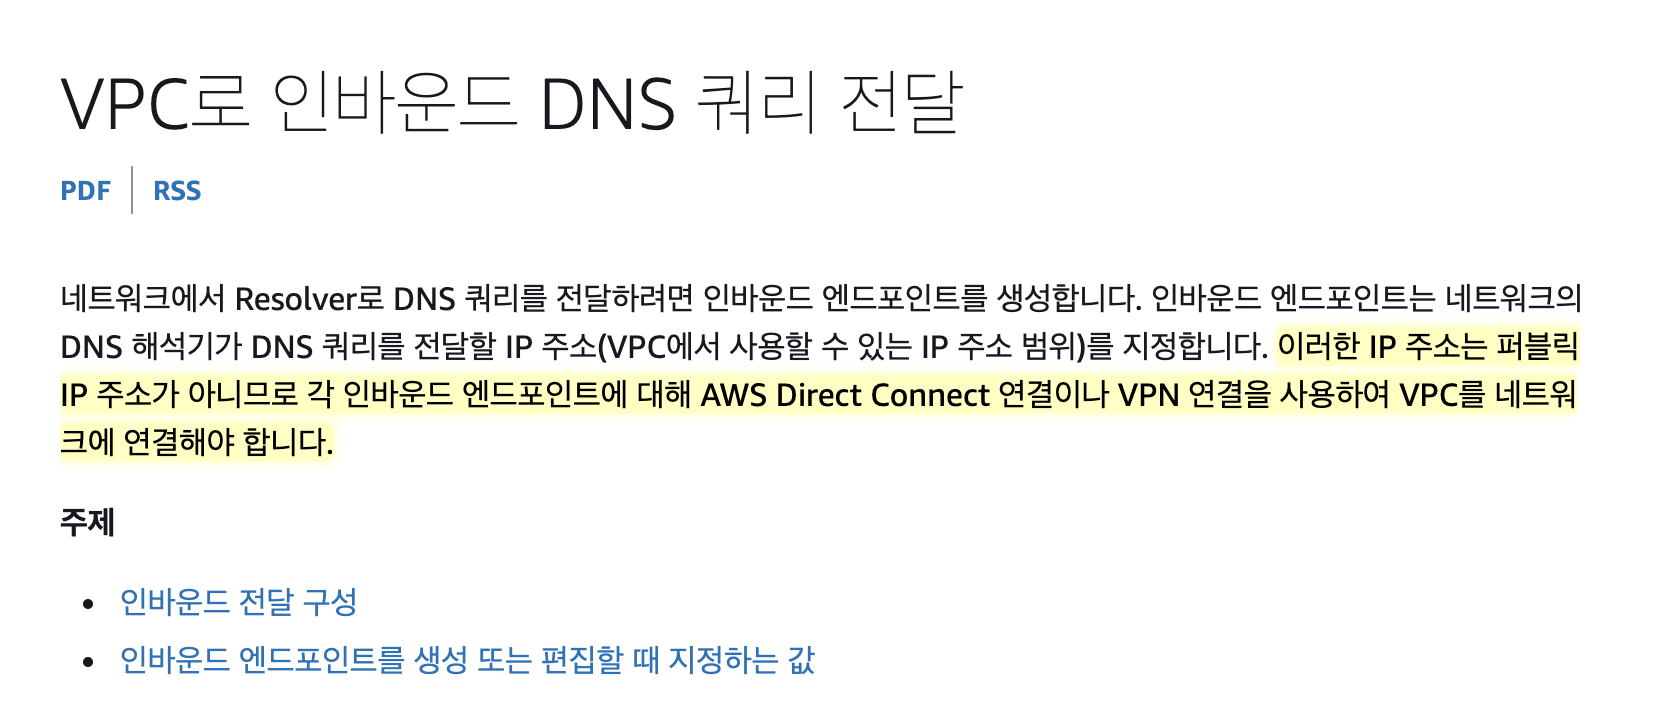 VPC로 인바운드 DNS 쿼리 전달
PDF
RSS
네트워크에서 Resolver로 DNS 쿼리를 전달하려면 인바운드 엔드포인트를 생성합니다. 인바운드 엔드포인트는 네트워크의
DNS 해석기가 DNS 쿼리를 전달할 IP 주소(VPC에서 사용할 수 있는 IP 주소 범위)를 지정합니다. 이러한 IP 주소는 퍼블릭
IP 주소가 아니므로 각 인바운드 엔드포인트에 대해 AWS Direct Connect 연결이나 VPN 연결을 사용하여 VPC를 네트워
크에 연결해야 합니다.
주제
• 인바운드 전달 구성
• 인바운드 엔드포인트를 생성 또는 편집할 때 지정하는 값